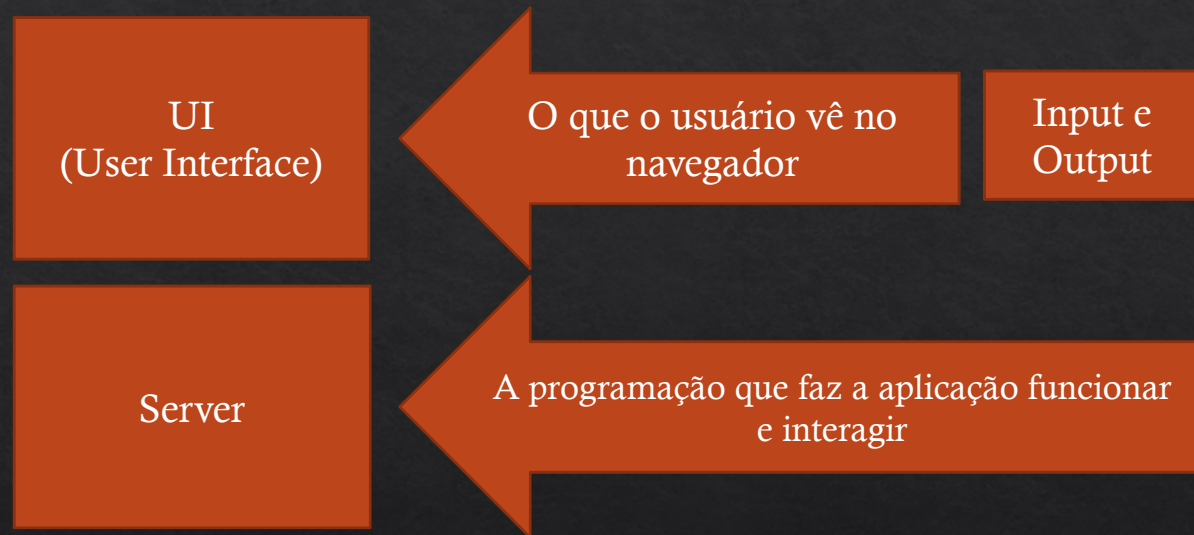 UI
(User Interface)
O que o usuário vê no
navegador
Input e
Output
Server
A programação que faz a aplicação funcionar
e interagir